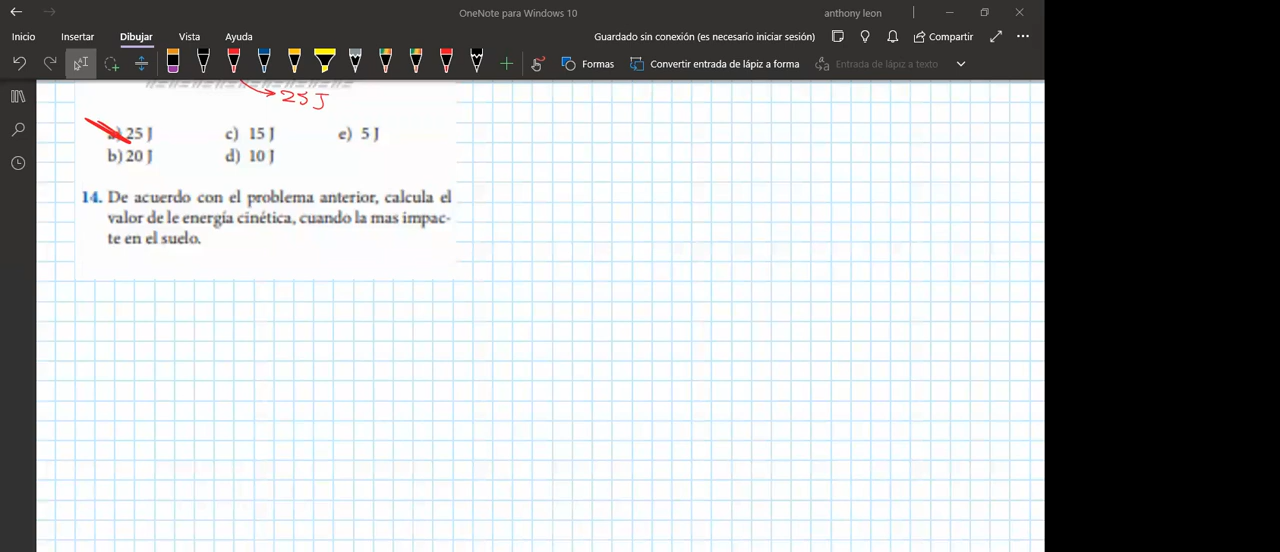 OneNote para Windows 10
anthony leon
Inicio
Insertar
Dibujar
Vista
Ayuda
Guardado sin conexión (es necesario iniciar sesión)
Compartir
Formas
Convertir entrada de lápiz a forma
Entrada de lápiz a texto
25 J
a) 25 J c) 15 J e) 5 J
b) 20 J d) 10 J
14. De acuerdo con el problema anterior, calcula el
valor de le energía cinética, cuando la mas impac-
te en el suelo.